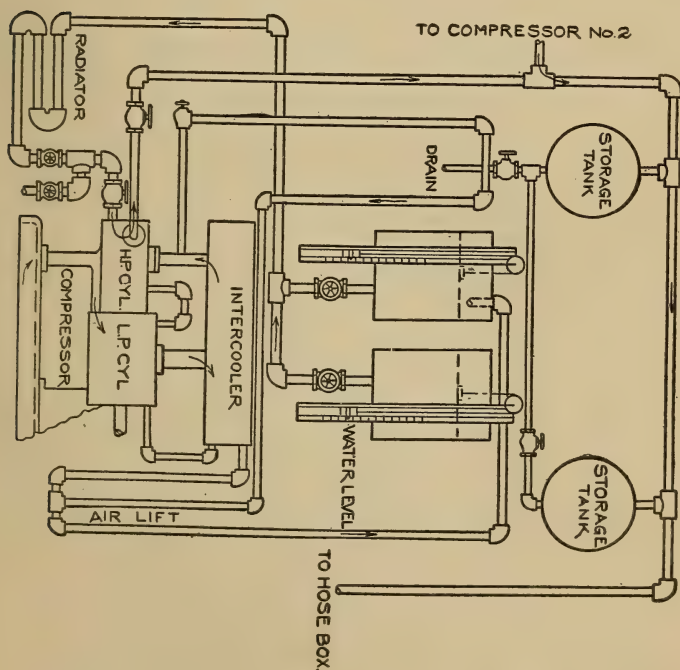 TO COMPRESSOR No.2
RADIATOR
STORAGE
TANK
DRAIN
H.P. CYL.
L.P. CYL
COMPRESSOR
INTERCOOLER
WATER LEVEL
STORAGE
TANK
AIR LIFT
TO HOSE BOX.